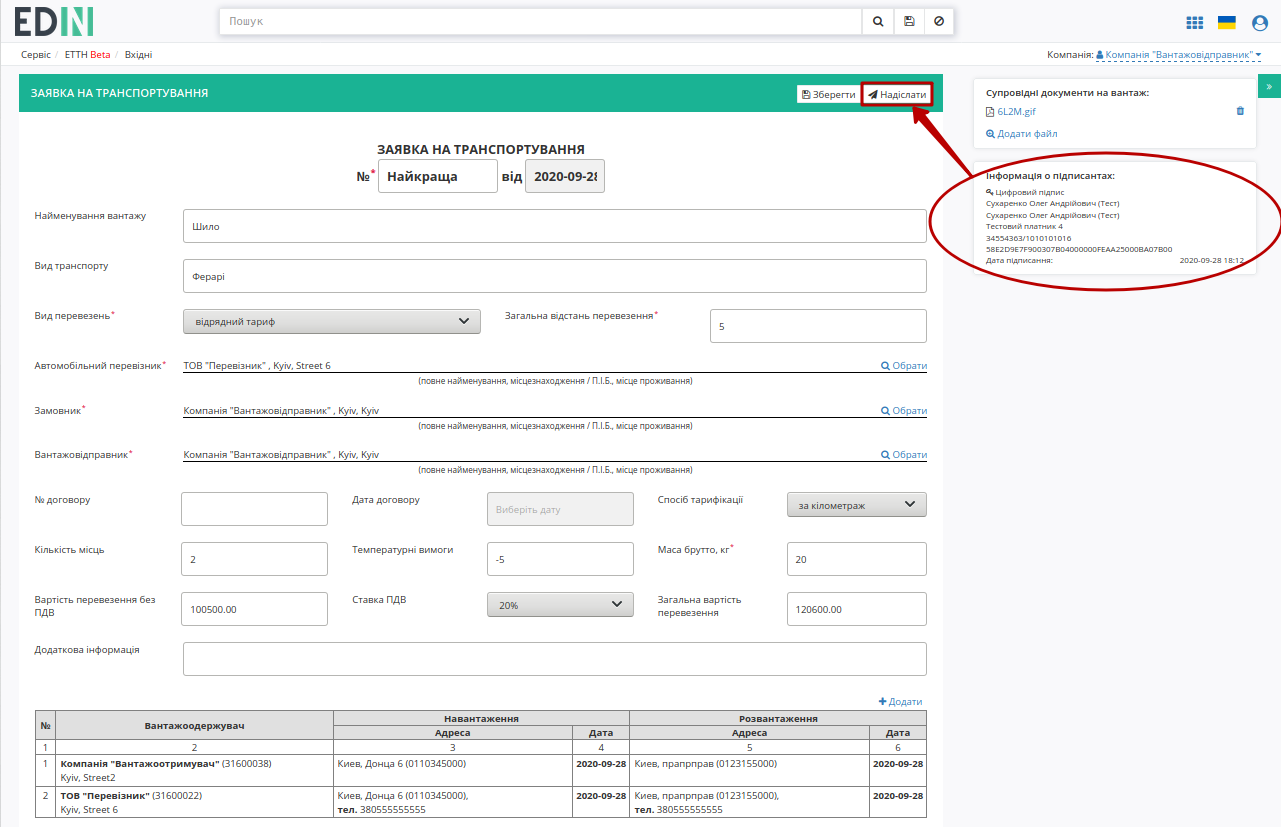 EDIN
Пошук
Сервіс / ЕТТН Beta / Вхідні
Компанія: Компанія "Вантажовідправник"
ЗАЯВКА НА ТРАНСПОРТУВАННЯ
Зберегти Надіслати
»
Супровідні документи на вантаж:
6L2M.gif
Додати файл
Інформація о підписантах:
Цифровий підпис
Сухаренко Олег Андрійович (Тест)
Сухаренко Олег Андрійович (Тест)
Тестовий платник 4
34554363/1010101016
58E2D9E7F900307B04000000FEAA25000BA07B00
Дата підписання: 2020-09-28 18:12
ЗАЯВКА НА ТРАНСПОРТУВАННЯ
№* Найкраща від 2020-09-28
Найменування вантажу Шило
Вид транспорту Ферарі
Вид перевезень* відрядний тариф Загальна відстань перевезення* 5
Автомобільний перевізник* ТОВ "Перевізник" , Kyiv, Street 6 Обрати
(повне найменування, місцезнаходження / П.І.Б., місце проживання)
Замовник* Компанія "Вантажовідправник" , Kyiv, Kyiv Обрати
(повне найменування, місцезнаходження / П.І.Б., місце проживання)
Вантажовідправник* Компанія "Вантажовідправник" , Kyiv, Kyiv Обрати
(повне найменування, місцезнаходження / П.І.Б., місце проживання)
№ договору Дата договору Виберіть дату Спосіб тарифікації за кілометраж
Кількість місць 2 Температурні вимоги -5 Маса брутто, кг* 20
Вартість перевезення без ПДВ 100500.00 Ставка ПДВ 20% Загальна вартість перевезення 120600.00
Додаткова інформація
Додати
№ Вантажоодержувач Навантаження Розвантаження
Адреса Дата Адреса Дата
1 2 3 4 5 6
1 Компанія "Вантажоотримувач" (31600038) Киев, Донца 6 (0110345000) 2020-09-28 Киев, прапрправ (0123155000) 2020-09-28
Kyiv, Street2
2 ТОВ "Перевізник" (31600022) Киев, Донца 6 (0110345000), 2020-09-28 Киев, прапрправ (0123155000), 2020-09-28
Kyiv, Street 6 тел. 380555555555 тел. 380555555555